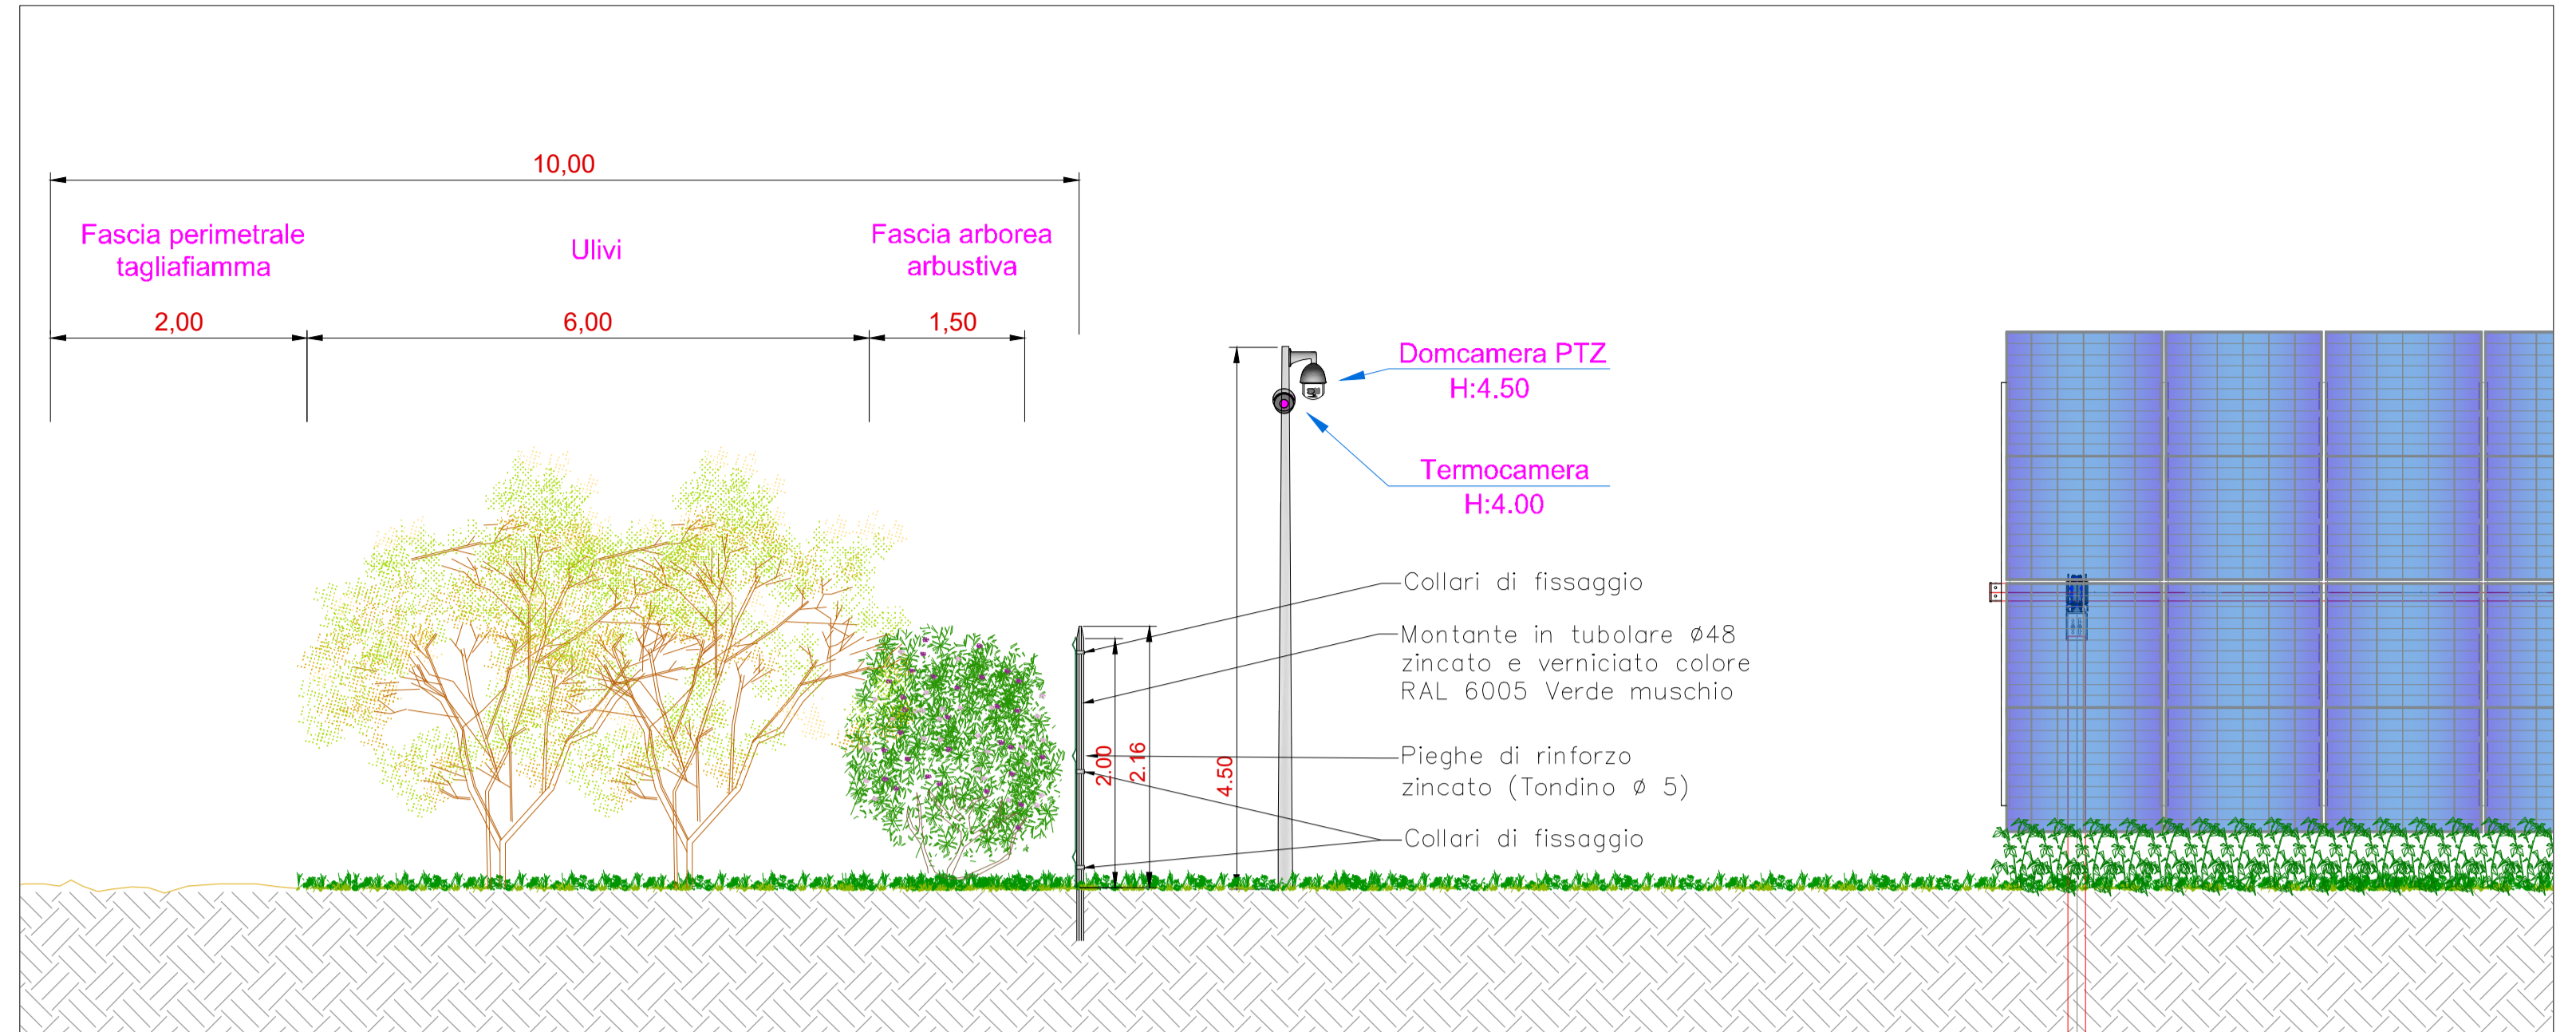 10,00
Fascia perimetrale
tagliafiamma
Ulivi
Fascia arborea
arbustiva
2,00
6,00
1,50
Domcamera PTZ
H:4.50
Termocamera
H:4.00
Collari di fissaggio
Montante in tubolare Ø48
zincato e verniciato colore
RAL 6005 Verde muschio
Pieghe di rinforzo
zincato (Tondino Ø 5)
Collari di fissaggio
2.00
2.16
4.50